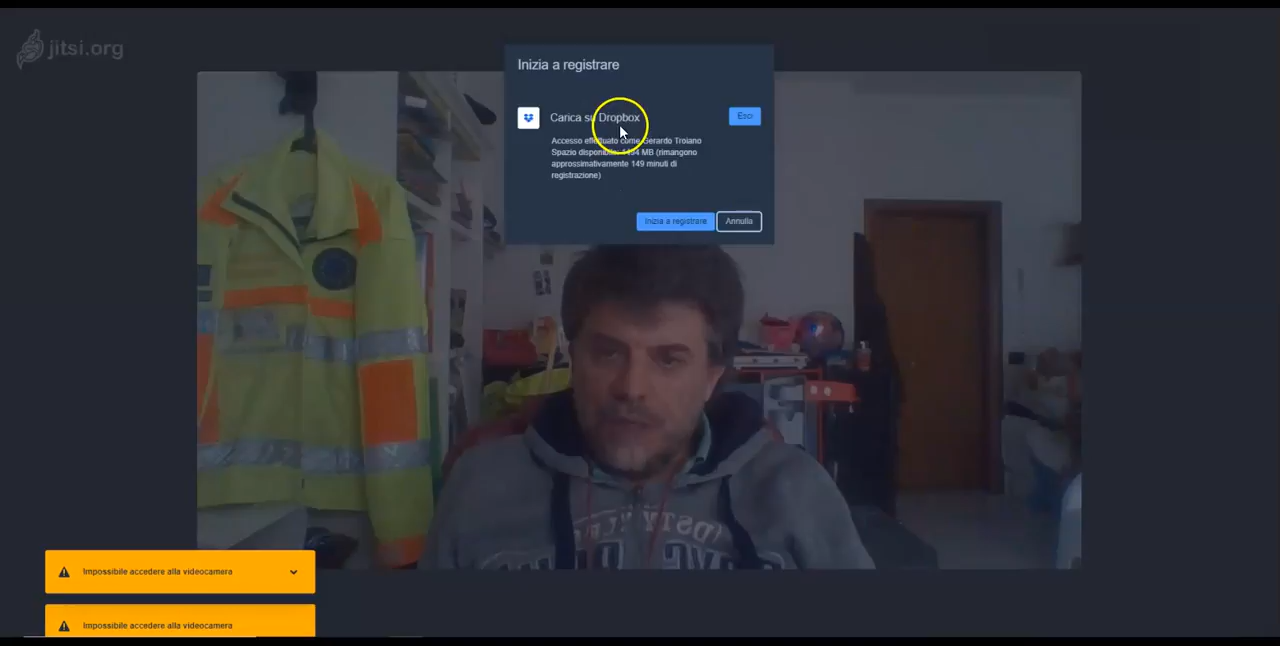 jitsi.org
Inizia a registrare
Carica su Dropbox
Esci
Accesso effettuato come Gerardo Troiano
Spazio disponibile: MB (rimangono
approssimativamente 149 minuti di
registrazione)
Inizia a registrare
Annulla
Impossibile accedere alla videocamera
Impossibile accedere alla videocamera